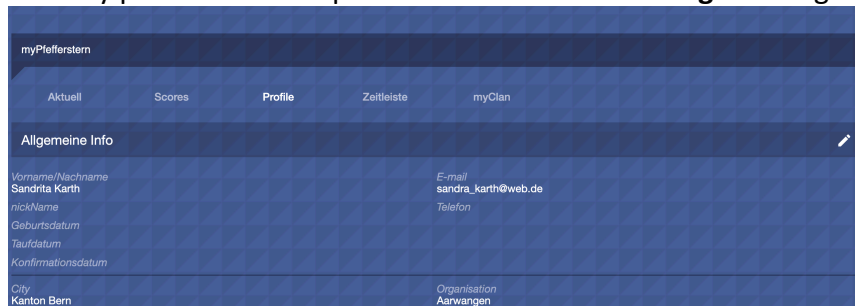 myPfefferstern
Aktuell Scores Profile Zeitleiste myClan
Allgemeine Info
Vorname/Nachname E-mail
Sandrita Karth sandra_karth@web.de
nickName Telefon
Geburtsdatum
Taufdatum
Konfirmationsdatum
City Organisation
Kanton Bern Aarwangen